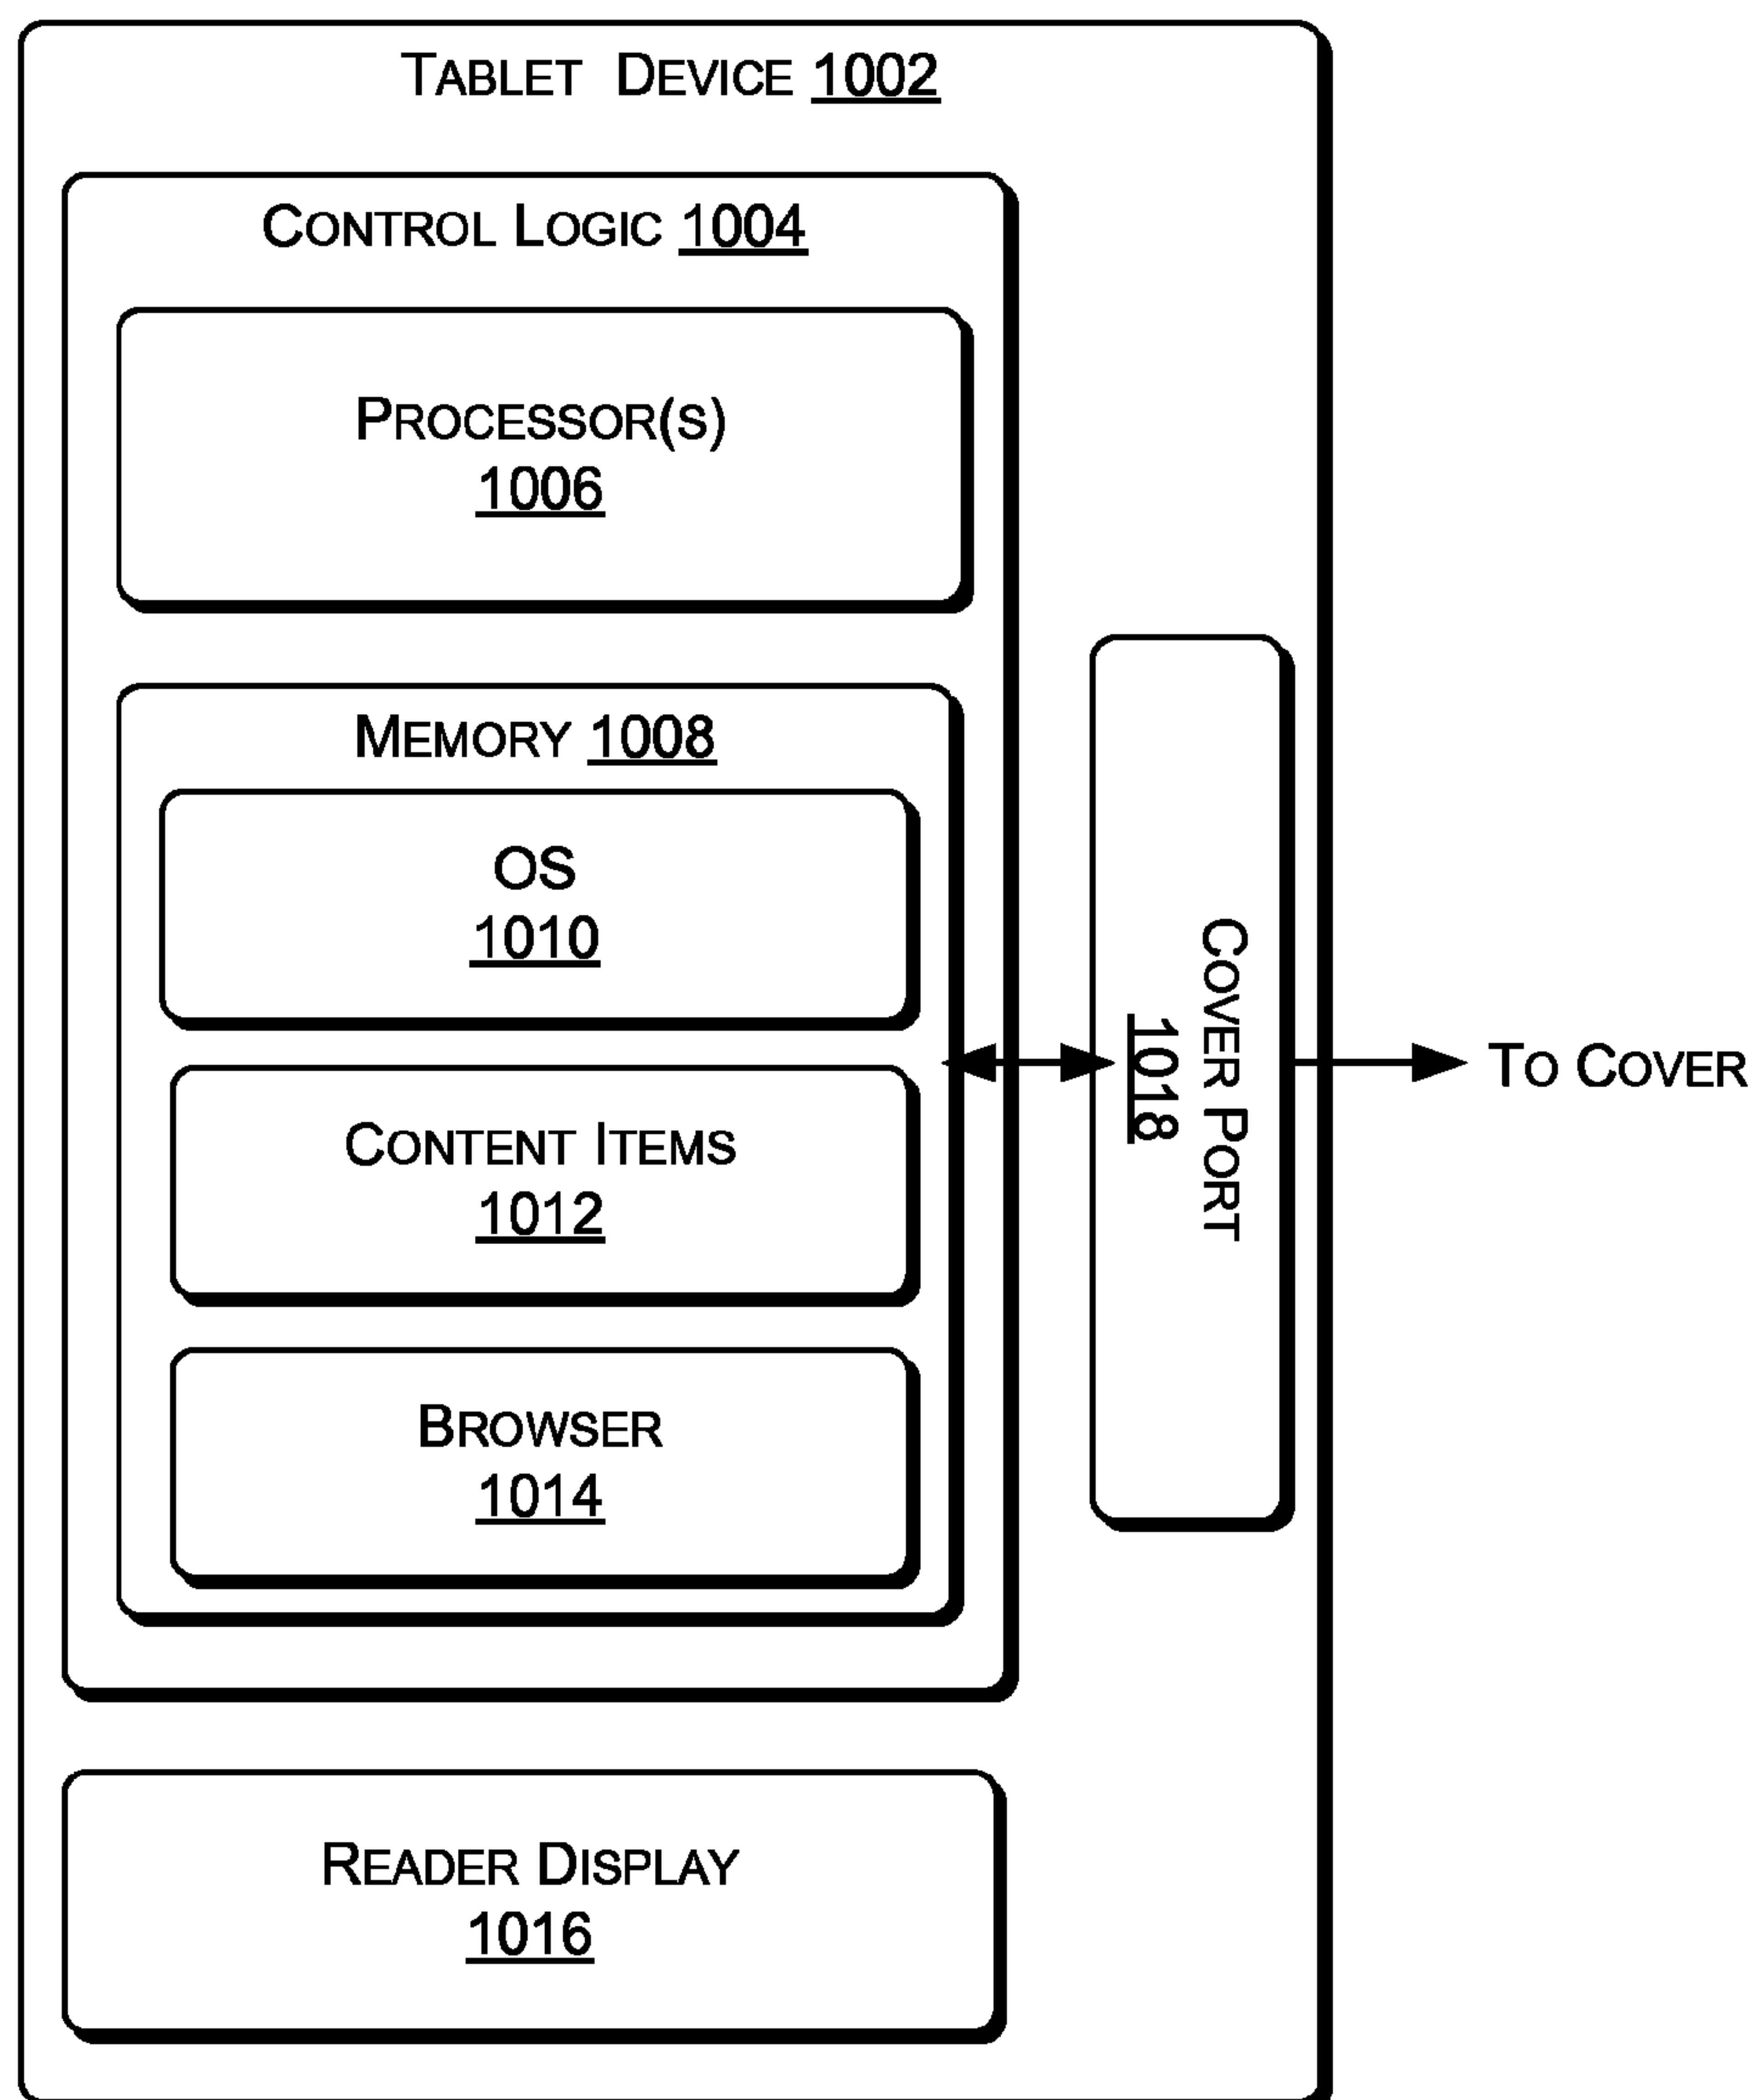 TABLET DEVICE 1002
CONTROL LOGIC 1004
PROCESSOR(S)
1006
MEMORY 1008
OS
1010
CONTENT ITEMS
1012
BROWSER
1014
COVER PORT
1018
TO COVER
READER DISPLAY
1016